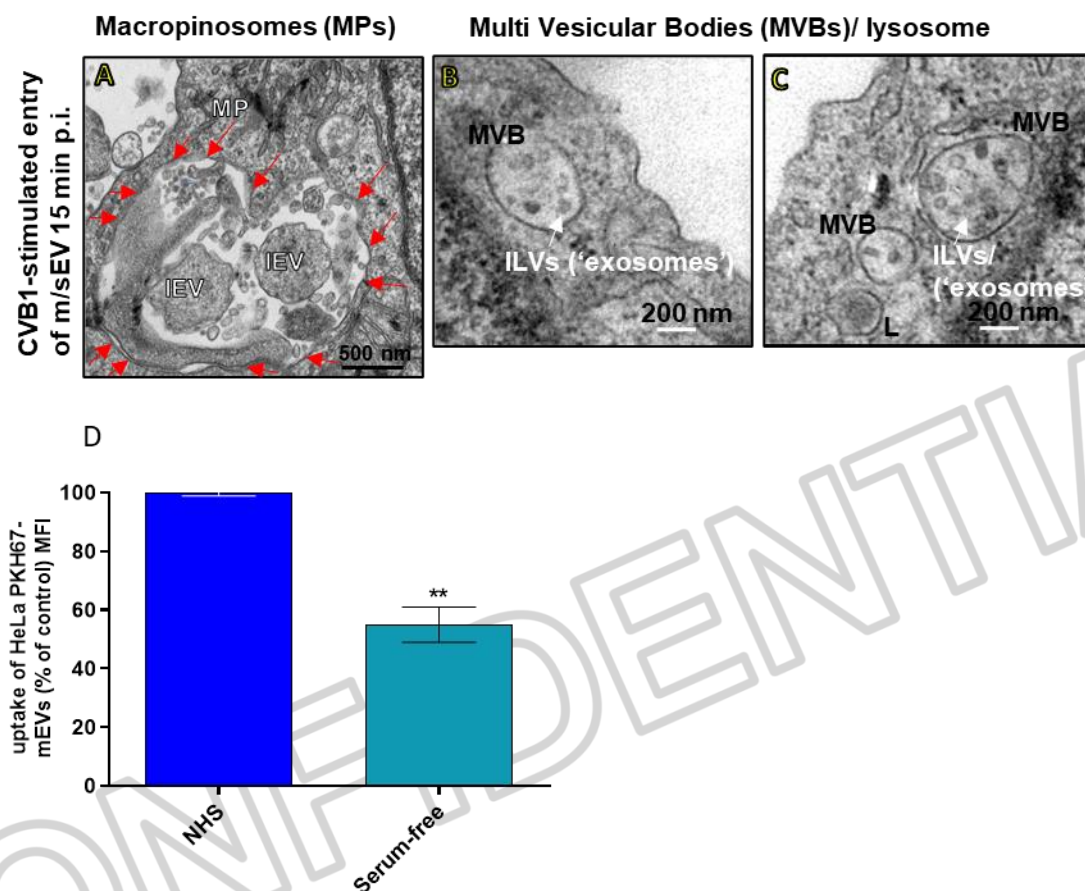 Macropinosomes (MPs)
Multi Vesicular Bodies (MVBs)/ lysosome
CVB1-stimulated entry
of m/sEV 15 min p.i.
A
MP
IEV
IEV
500 nm
B
MVB
ILVs ('exosomes')
200 nm
C
MVB
MVB
ILVs/
('exosomes
200 nm
L
D
uptake of HeLa PKH67-
mEVs (% of control) MFI
100
80
60
40
20
0
**
NHS
Serum-free
ONFIDENTIA